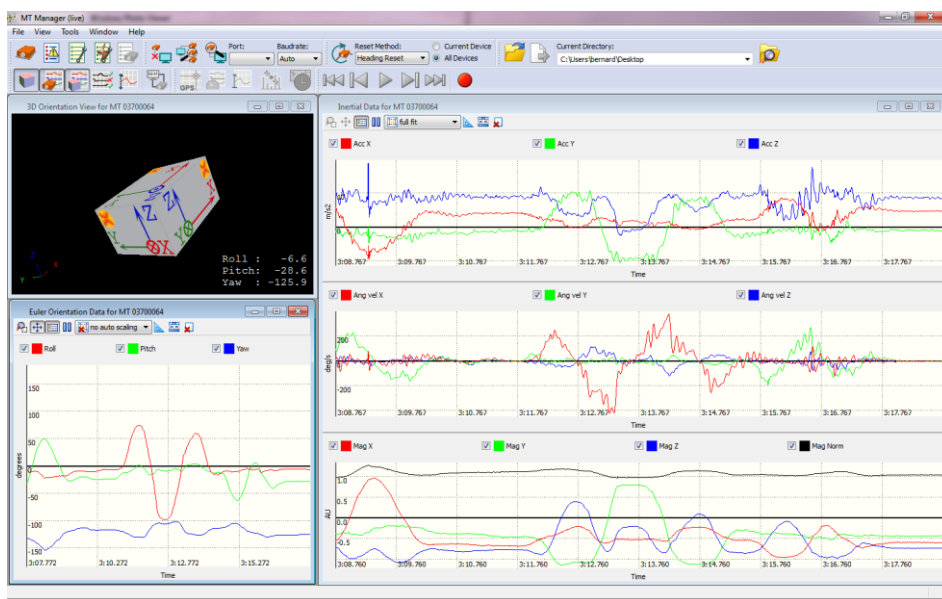 MT Manager (live)
File View Tools Window Help
Port:
Baudrate:
Auto
Reset Method:
Heading Reset
Current Device
All Devices
Current Directory:
C:\Users\bernard\Desktop
GPS
3D Orientation View for MT 03700064
Z
Z
X
Y
Roll : -6.6
Pitch: -28.6
Yaw : -125.9
Euler Orientation Data for MT 03700064
no auto scaling
Roll Pitch Yaw
150
100
50
0
-50
-100
-150
degrees
3:07.772 3:10.272 3:12.772 3:15.272
Time
Inertial Data for MT 03700064
full fit
Acc X Acc Y Acc Z
10
0
m/s2
3:08.767 3:09.767 3:10.767 3:11.767 3:12.767 3:13.767 3:14.767 3:15.767 3:16.767 3:17.767
Time
Ang vel X Ang vel Y Ang vel Z
200
0
-200
deg/s
3:08.767 3:09.767 3:10.767 3:11.767 3:12.767 3:13.767 3:14.767 3:15.767 3:16.767 3:17.767
Time
Mag X Mag Y Mag Z Mag Norm
1.0
0.5
0.0
-0.5
AU
3:08.760 3:09.760 3:10.760 3:11.760 3:12.760 3:13.760 3:14.760 3:15.760 3:16.760 3:17.760
Time